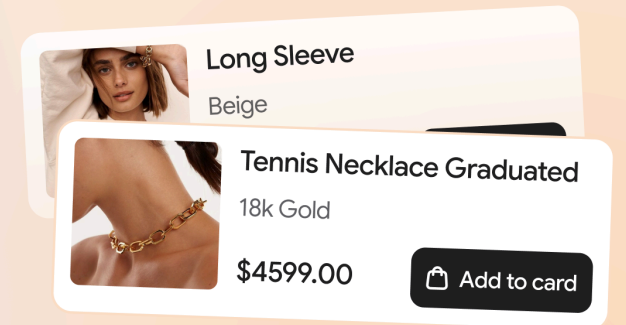 Long Sleeve
Beige
Tennis Necklace Graduated
18k Gold
$4599.00
Add to card